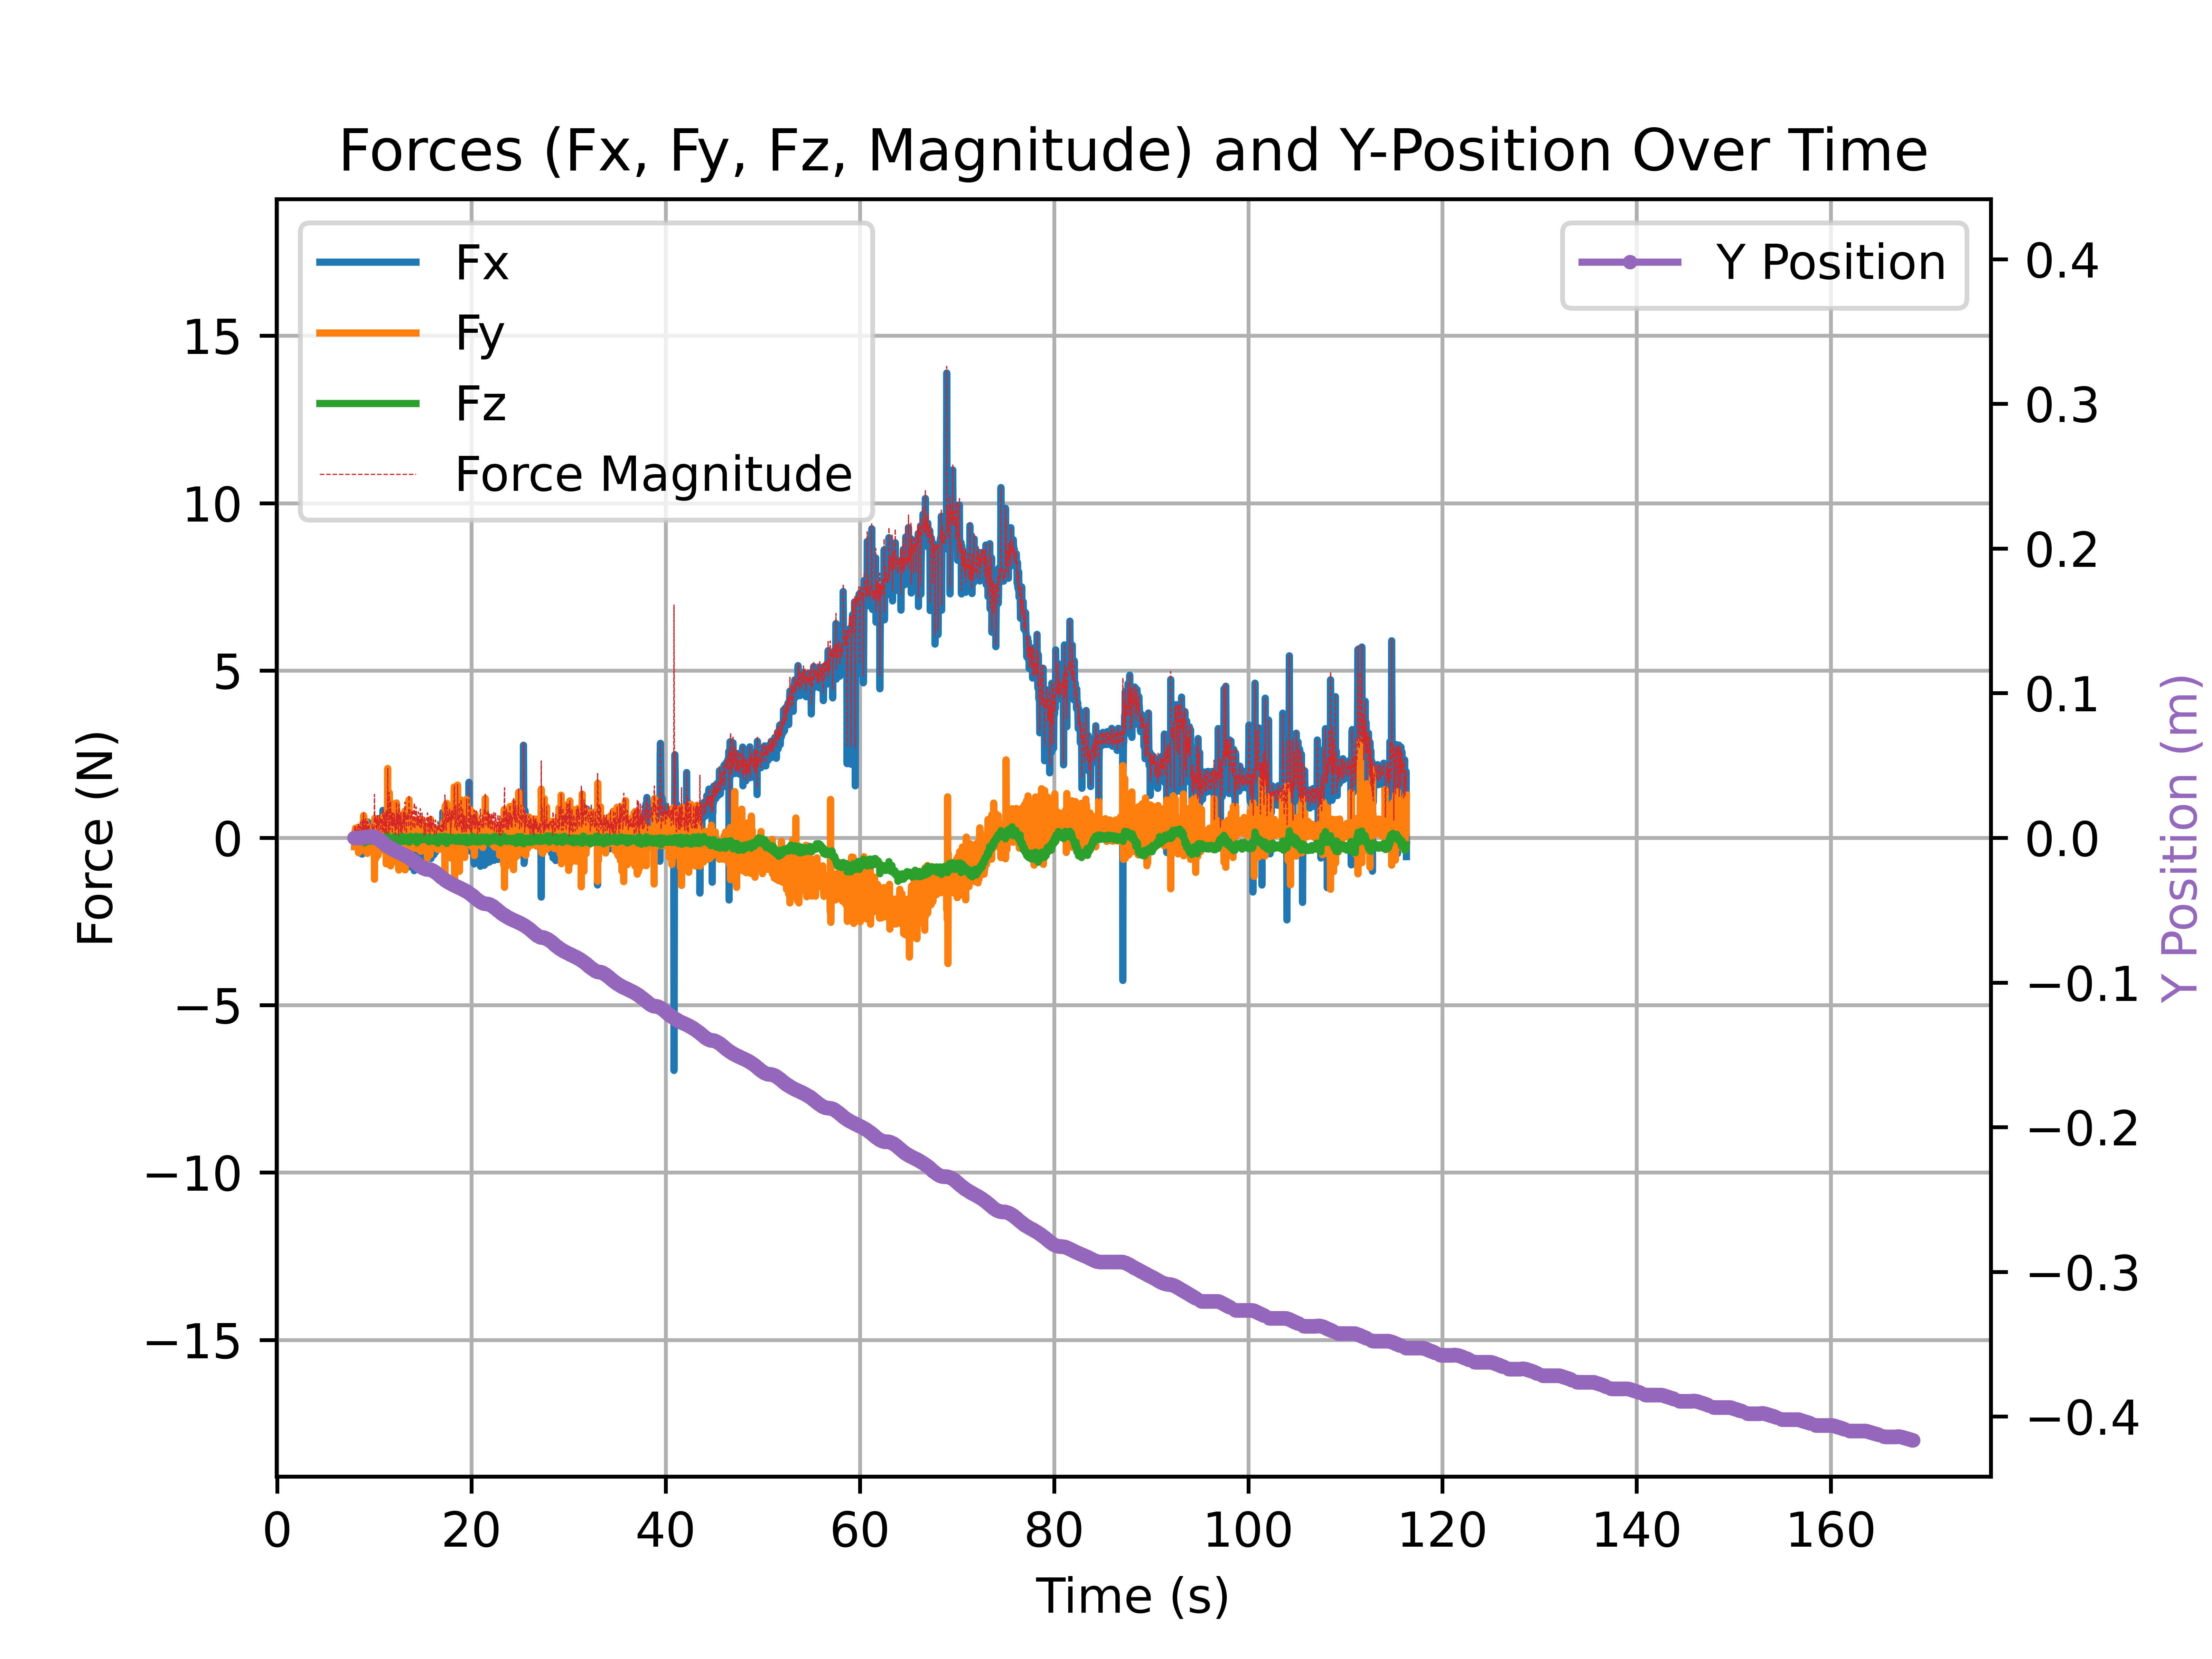 Forces (Fx, Fy, Fz, Magnitude) and Y-Position Over Time
Fx
Fy
Fz
Force Magnitude
Y Position
15
10
5
0
−5
−10
−15
Force (N)
0.4
0.3
0.2
0.1
0.0
−0.1
−0.2
−0.3
−0.4
Y Position (m)
0 20 40 60 80 100 120 140 160
Time (s)